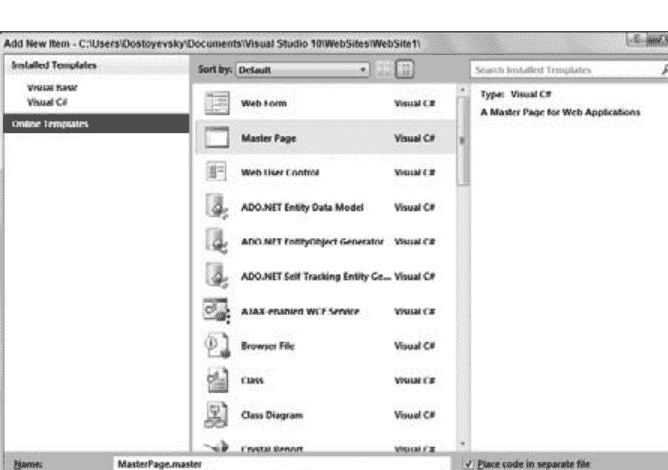 Add New Item - C:\Users\Dostoyevsky\Documents\Visual Studio 10\WebSites\WebSite1\
Installed Templates
Visual Basic
Visual C#
Online Templates
Sort by: Default
Search Installed Templates
Web Form Visual C#
Master Page Visual C#
Web User Control Visual C#
ADO.NET Entity Data Model Visual C#
ADO.NET EntityObject Generator Visual C#
ADO.NET Self Tracking Entity Ge... Visual C#
AJAX-enabled WCF Service Visual C#
Browser File Visual C#
Class Visual C#
Class Diagram Visual C#
Crystal Report Visual C#
Type: Visual C#
A Master Page for Web Applications
Name: MasterPage.master
Place code in separate file